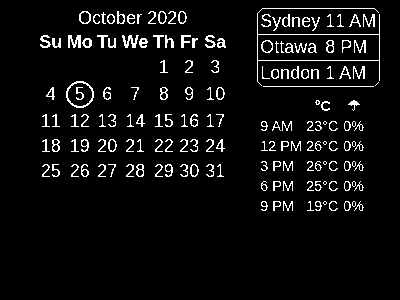 October 2020
Su Mo Tu We Th Fr Sa
1 2 3
4 5 6 7 8 9 10
11 12 13 14 15 16 17
18 19 20 21 22 23 24
25 26 27 28 29 30 31
Sydney 11 AM
Ottawa 8 PM
London 1 AM
°C ☂
9 AM 23°C 0%
12 PM 26°C 0%
3 PM 26°C 0%
6 PM 25°C 0%
9 PM 19°C 0%